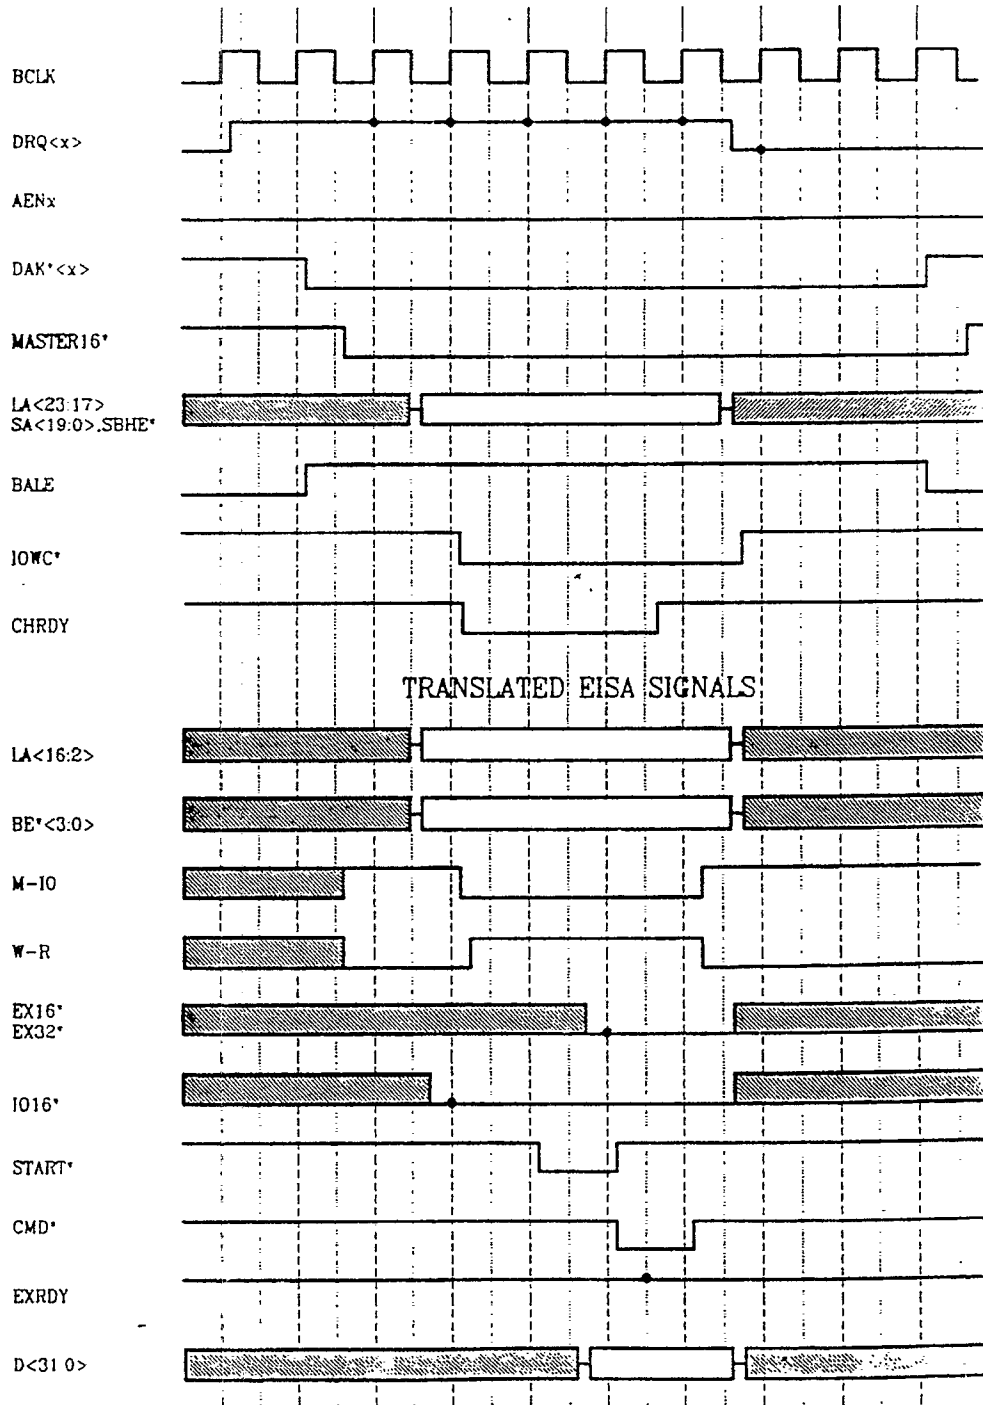 BCLK
DRQ<x>
AENx
DAK*<x>
MASTER16*
LA<23:17>
SA<19:0>,SBHE*
BALE
IOWC*
CHRDY
TRANSLATED EISA SIGNALS
LA<16:2>
BE*<3:0>
M-IO
W-R
EX16*
EX32*
IO16*
START*
CMD*
EXRDY
D<31 0>